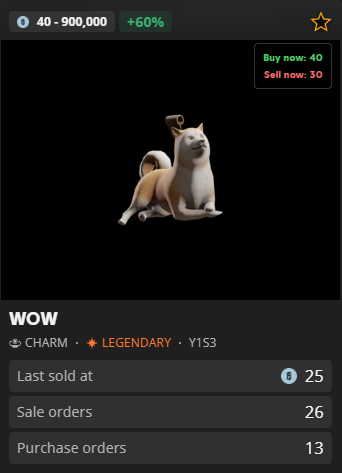 40 - 900,000 +60%
Buy now: 40
Sell now: 30
WOW
CHARM · LEGENDARY · Y1S3
Last sold at 25
Sale orders 26
Purchase orders 13